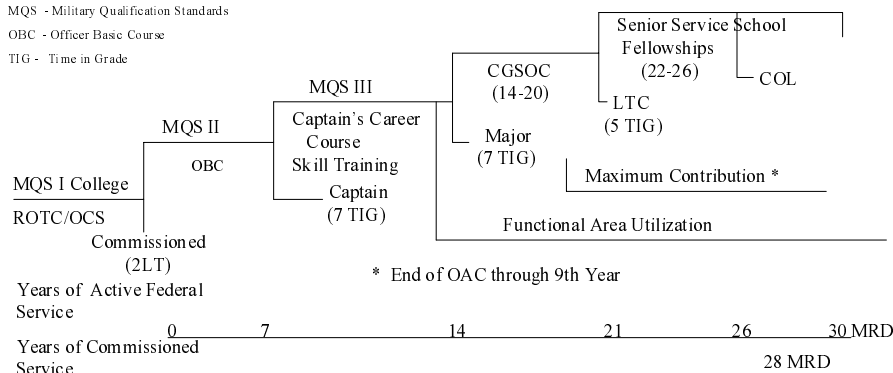 MQS - Military Qualification Standards
OBC - Officer Basic Course
TIG - Time in Grade
Senior Service School
Fellowships
(22-26)
COL
CGSOC
(14-20)
LTC
(5 TIG)
MQS III
Captain's Career
Course
Skill Training
Major
(7 TIG)
MQS II
OBC
Captain
(7 TIG)
Maximum Contribution *
MQS I College
ROTC/OCS
Functional Area Utilization
Commissioned
(2LT)
* End of OAC through 9th Year
Years of Active Federal
Service
0 7 14 21 26 30 MRD
Years of Commissioned
Service
28 MRD